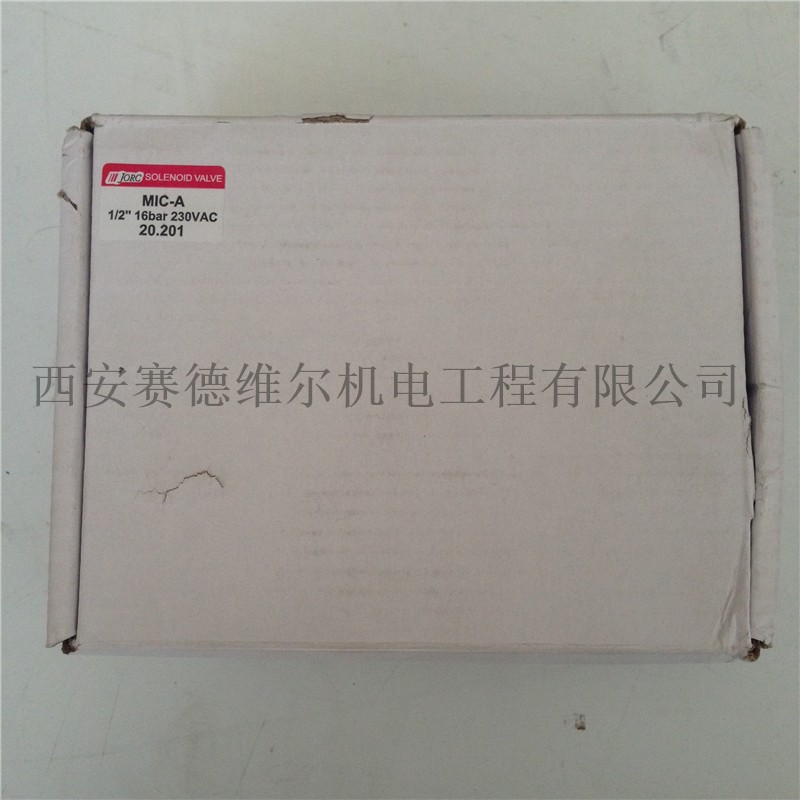 JORC SOLENOID VALVE
MIC-A
1/2" 16bar 230VAC
20.201
西安赛德维尔机电工程有限公司